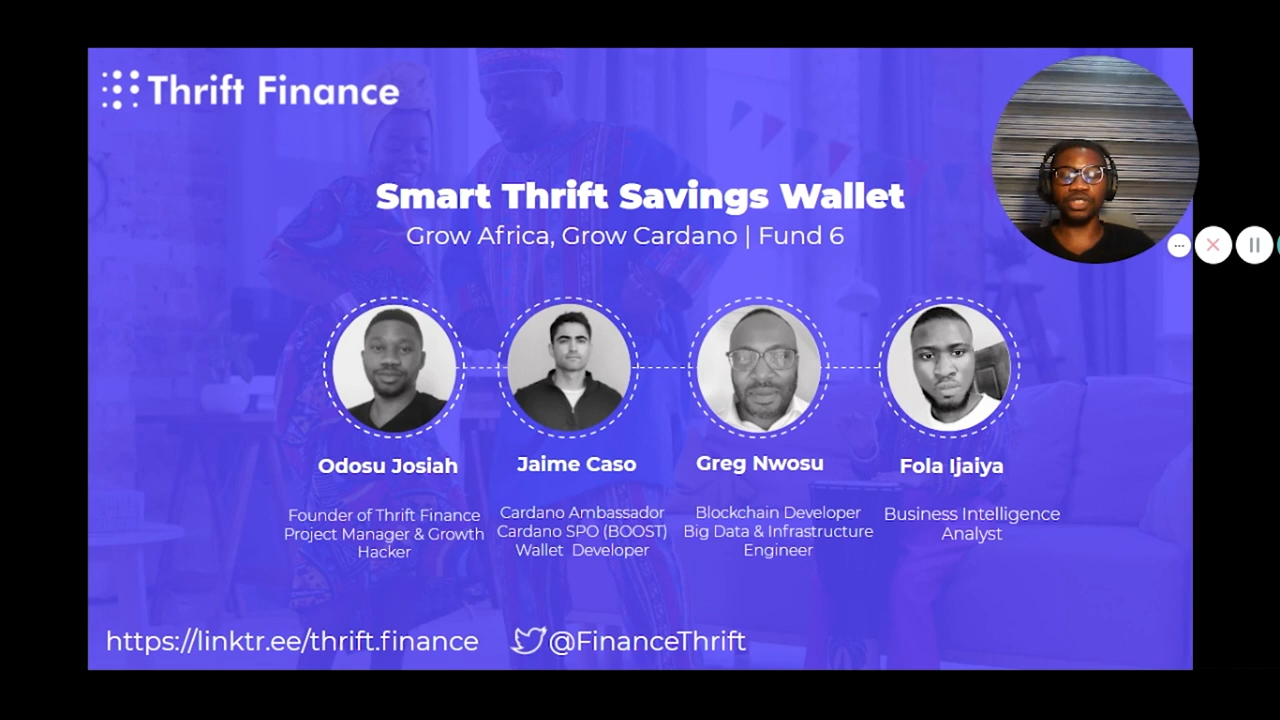 Thrift Finance
Smart Thrift Savings Wallet
Grow Africa, Grow Cardano | Fund 6
Odosu Josiah
Founder of Thrift Finance
Project Manager & Growth
Hacker
Jaime Caso
Cardano Ambassador
Cardano SPO (BOOST)
Wallet Developer
Greg Nwosu
Blockchain Developer
Big Data & Infrastructure
Engineer
Fola Ijaiya
Business Intelligence
Analyst
https://linktr.ee/thrift.finance
@FinanceThrift